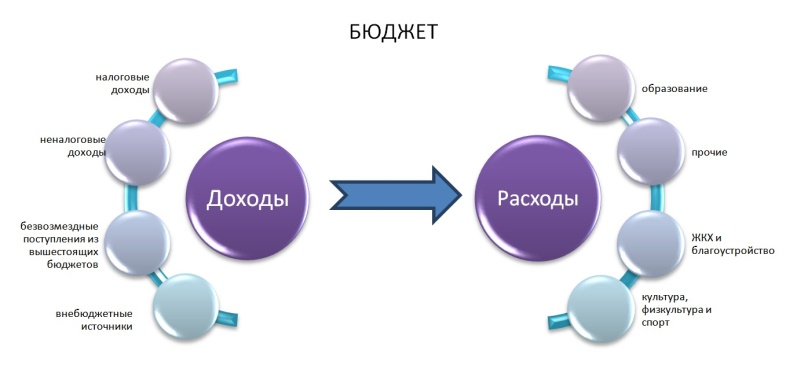 БЮДЖЕТ
налоговые
доходы
неналоговые
доходы
безвозмездные
поступления из
вышестоящих
бюджетов
внебюджетные
источники
Доходы
Расходы
образование
прочие
ЖКХ и
благоустройство
культура,
физкультура и
спорт